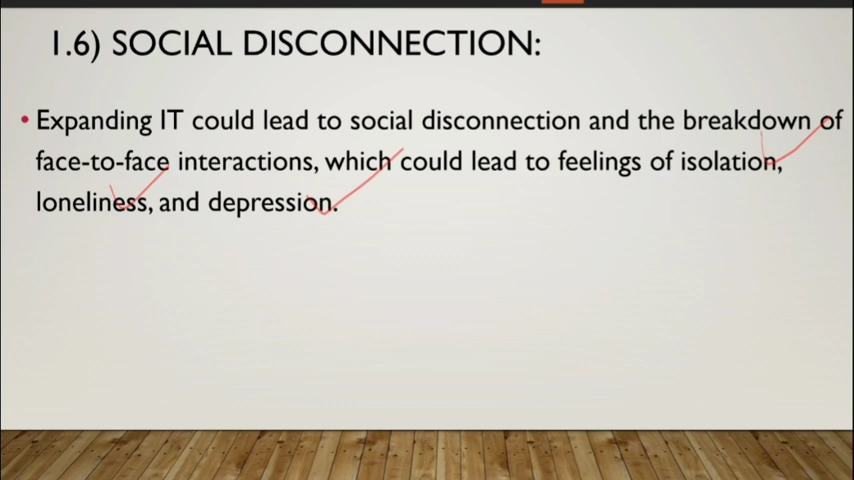 1.6) SOCIAL DISCONNECTION:
• Expanding IT could lead to social disconnection and the breakdown of
face-to-face interactions, which could lead to feelings of isolation,
loneliness, and depression.